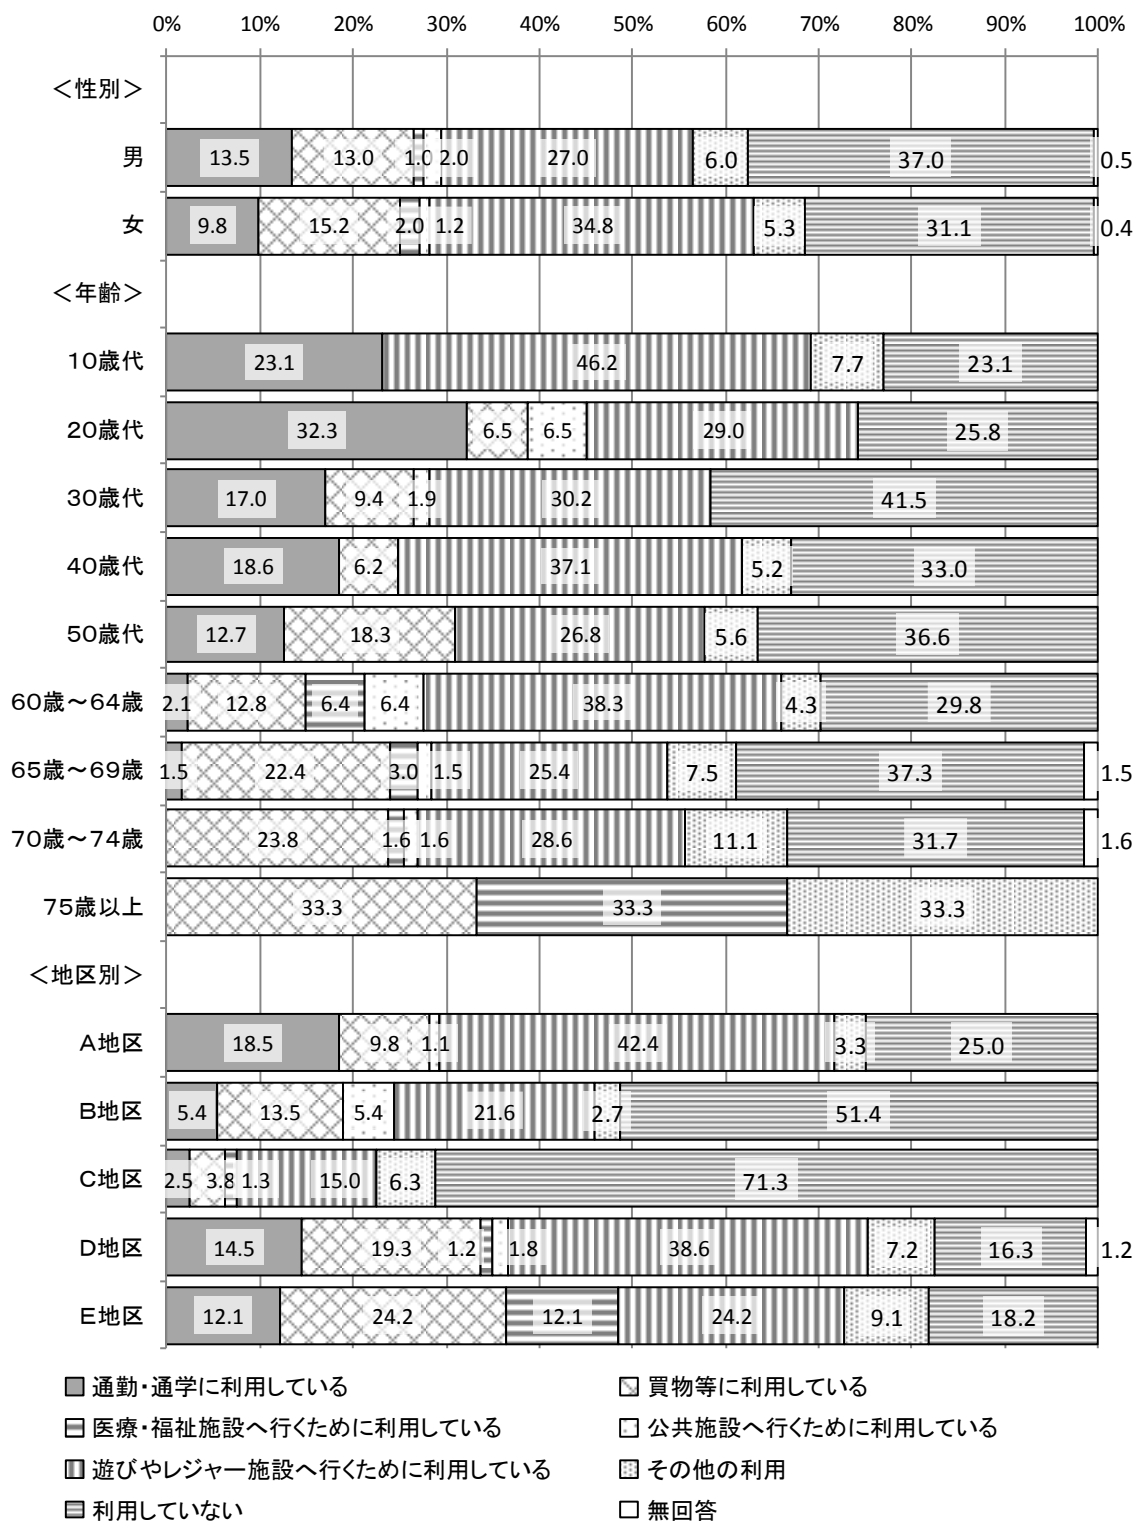 0% 10% 20% 30% 40% 50% 60% 70% 80% 90% 100%
＜性別＞
男 13.5 13.0 1.0 2.0 27.0 6.0 37.0 0.5
女 9.8 15.2 2.0 1.2 34.8 5.3 31.1 0.4
＜年齢＞
10歳代 23.1 46.2 7.7 23.1
20歳代 32.3 6.5 6.5 29.0 25.8
30歳代 17.0 9.4 1.9 30.2 41.5
40歳代 18.6 6.2 37.1 5.2 33.0
50歳代 12.7 18.3 26.8 5.6 36.6
60歳～64歳 2.1 12.8 6.4 6.4 38.3 4.3 29.8
65歳～69歳 1.5 22.4 3.0 1.5 25.4 7.5 37.3 1.5
70歳～74歳 23.8 1.6 1.6 28.6 11.1 31.7 1.6
75歳以上 33.3 33.3 33.3
＜地区別＞
A地区 18.5 9.8 1.1 42.4 3.3 25.0
B地区 5.4 13.5 5.4 21.6 2.7 51.4
C地区 2.5 3.8 1.3 15.0 6.3 71.3
D地区 14.5 19.3 1.2 1.8 38.6 7.2 16.3 1.2
E地区 12.1 24.2 12.1 24.2 9.1 18.2
通勤・通学に利用している 買物等に利用している
医療・福祉施設へ行くために利用している 公共施設へ行くために利用している
遊びやレジャー施設へ行くために利用している その他の利用
利用していない 無回答